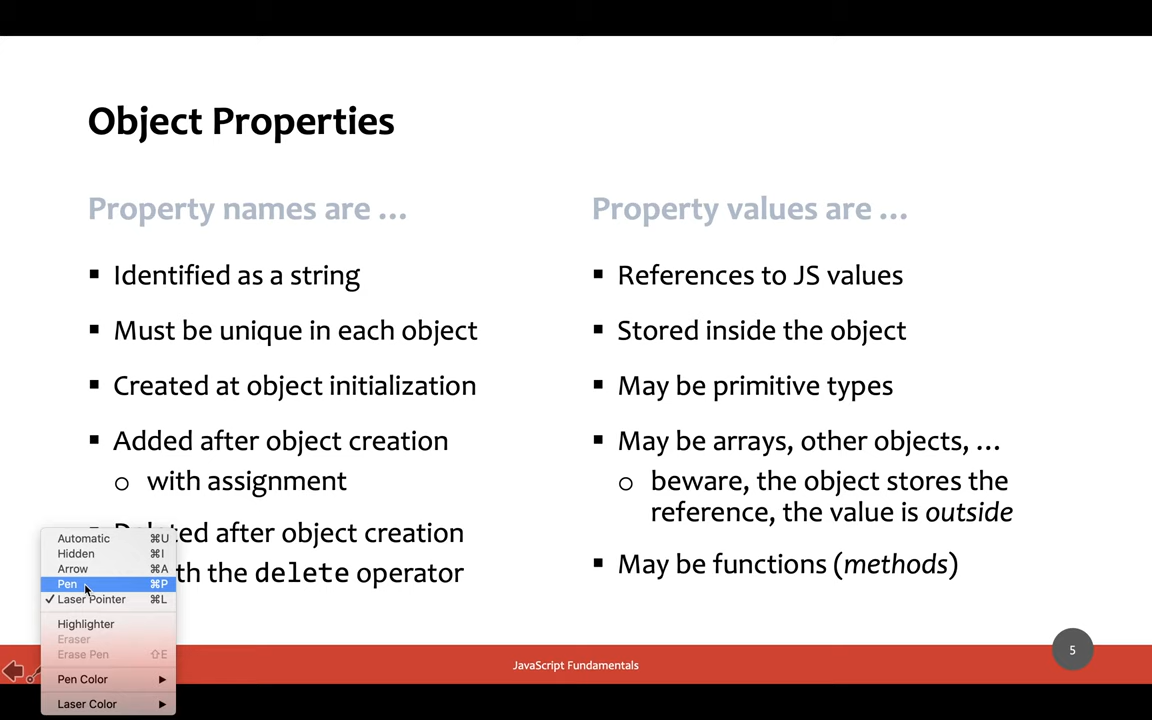 Object Properties
Property names are ...
▪ Identified as a string
▪ Must be unique in each object
▪ Created at object initialization
▪ Added after object creation
o with assignment
after object creation
the delete operator
Property values are ...
▪ References to JS values
▪ Stored inside the object
▪ May be primitive types
▪ May be arrays, other objects, ...
o beware, the object stores the
reference, the value is outside
▪ May be functions (methods)
Automatic ⌘U
Hidden ⌘I
Arrow ⌘A
Pen ⌘P
✓ Laser Pointer ⌘L
Highlighter
Eraser
Erase Pen ⇧E
Pen Color ▶
Laser Color ▶
JavaScript Fundamentals
5